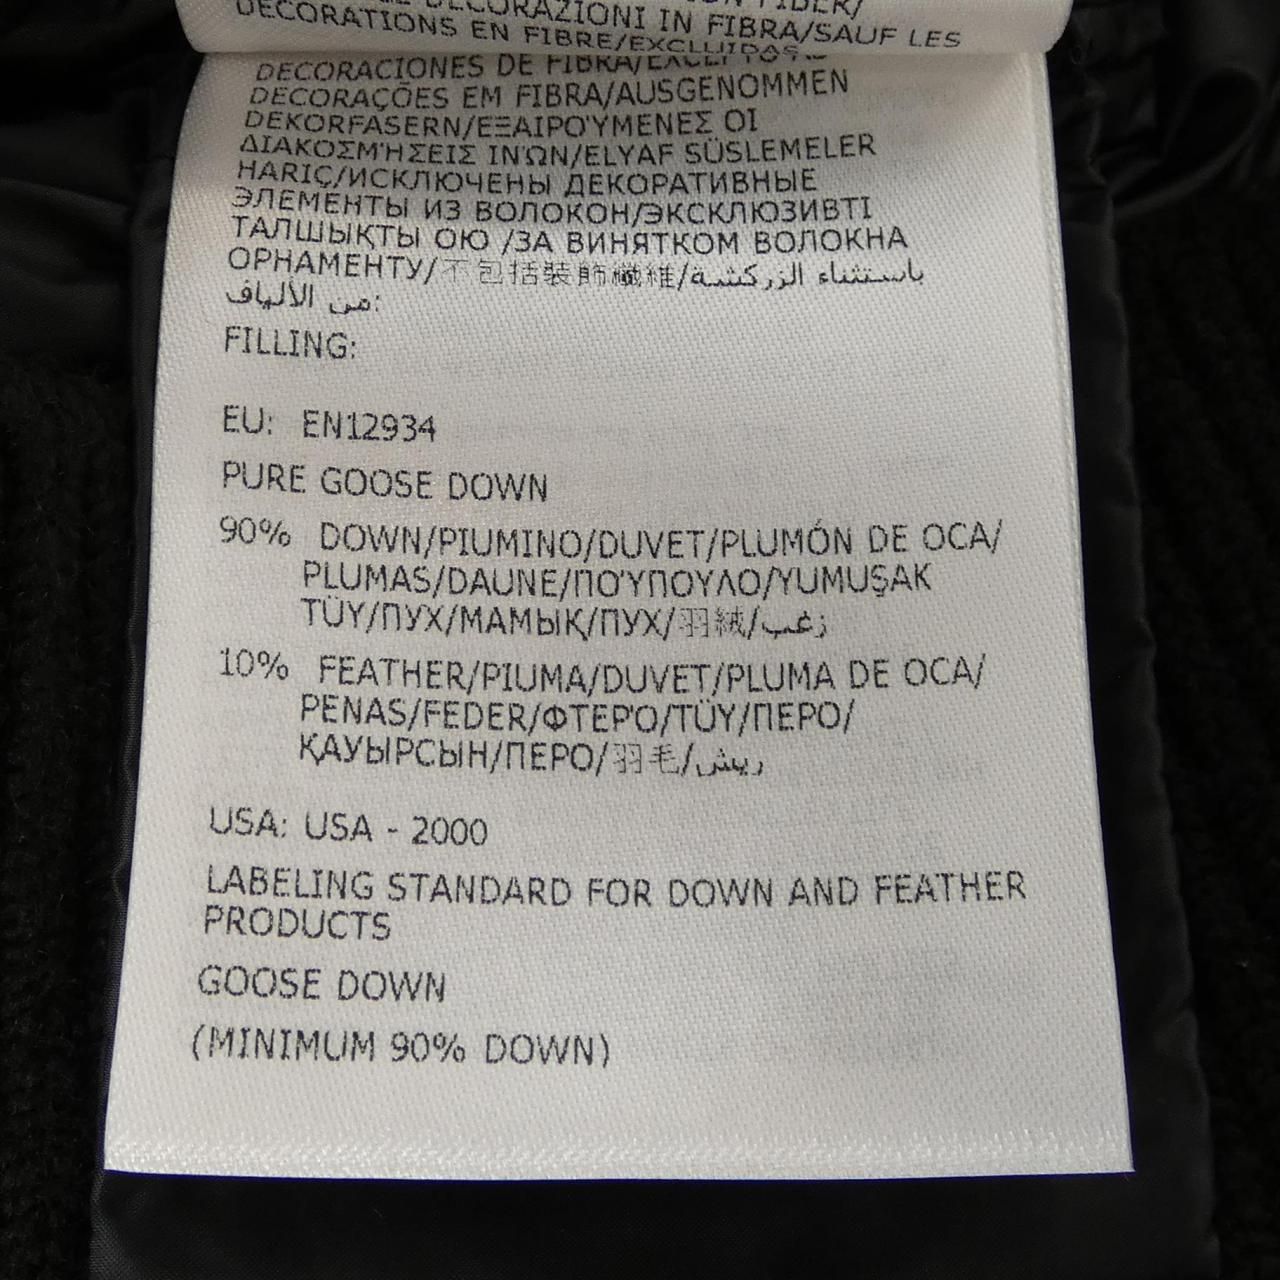 DECORAZIONI IN FIBRA/SAUF LES
DECORATIONS EN FIBRE/EXCLUIDAS
DECORACIONES DE FIBRA/EXCEPTO AS
DECORAÇÕES EM FIBRA/AUSGENOMMEN
DEKORFASERN/ΕΞΑΙΡΟΎΜΕΝΕΣ ΟΙ
ΔΙΑΚΟΣΜΉΣΕΙΣ ΙΝΏΝ/ELYAF SÜSLEMELER
HARIÇ/ИСКЛЮЧЕНЫ ДЕКОРАТИВНЫЕ
ЭЛЕМЕНТЫ ИЗ ВОЛОКОН/ЭКСКЛЮЗИВТІ
ТАЛШЫҚТЫ ОЮ /ЗА ВИНЯТКОМ ВОЛОКНА
ОРНАМЕНТУ/不包括裝飾纖維/باستثناء الزركشة
من الألياف:
FILLING:
EU: EN12934
PURE GOOSE DOWN
90% DOWN/PIUMINO/DUVET/PLUMÓN DE OCA/
PLUMAS/DAUNE/ΠΟΎΠΟΥΛΟ/YUMUŞAK
TÜY/ПУХ/МАМЫҚ/ПУХ/羽絨/زغب
10% FEATHER/PIUMA/DUVET/PLUMA DE OCA/
PENAS/FEDER/ΦΤΕΡΌ/TÜY/ПЕРО/
ҚАУЫРСЫН/ПЕРО/羽毛/ريش
USA: USA - 2000
LABELING STANDARD FOR DOWN AND FEATHER
PRODUCTS
GOOSE DOWN
(MINIMUM 90% DOWN)